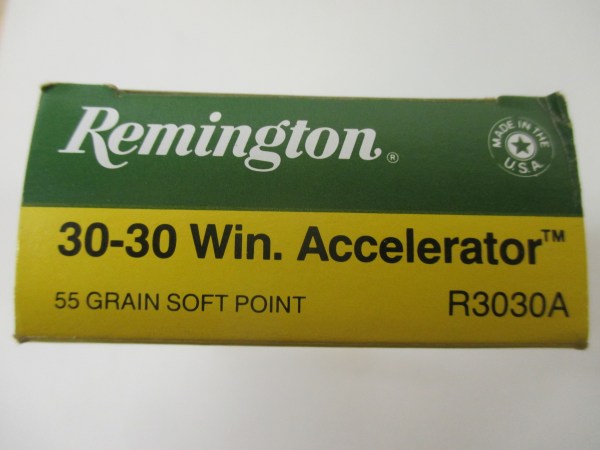 Remington®
MADE IN THE
U.S.A.
30-30 Win. Accelerator™
55 GRAIN SOFT POINT
R3030A